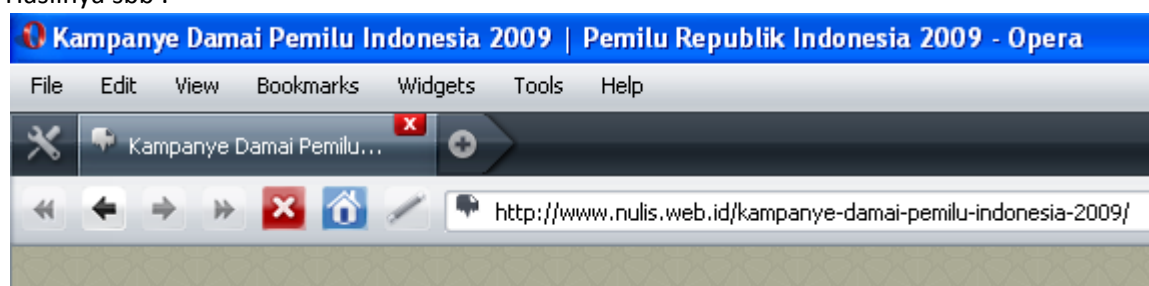 Hasilnya sbb :
Kampanye Damai Pemilu Indonesia 2009 | Pemilu Republik Indonesia 2009 - Opera
File Edit View Bookmarks Widgets Tools Help
Kampanye Damai Pemilu...
http://www.nulis.web.id/kampanye-damai-pemilu-indonesia-2009/